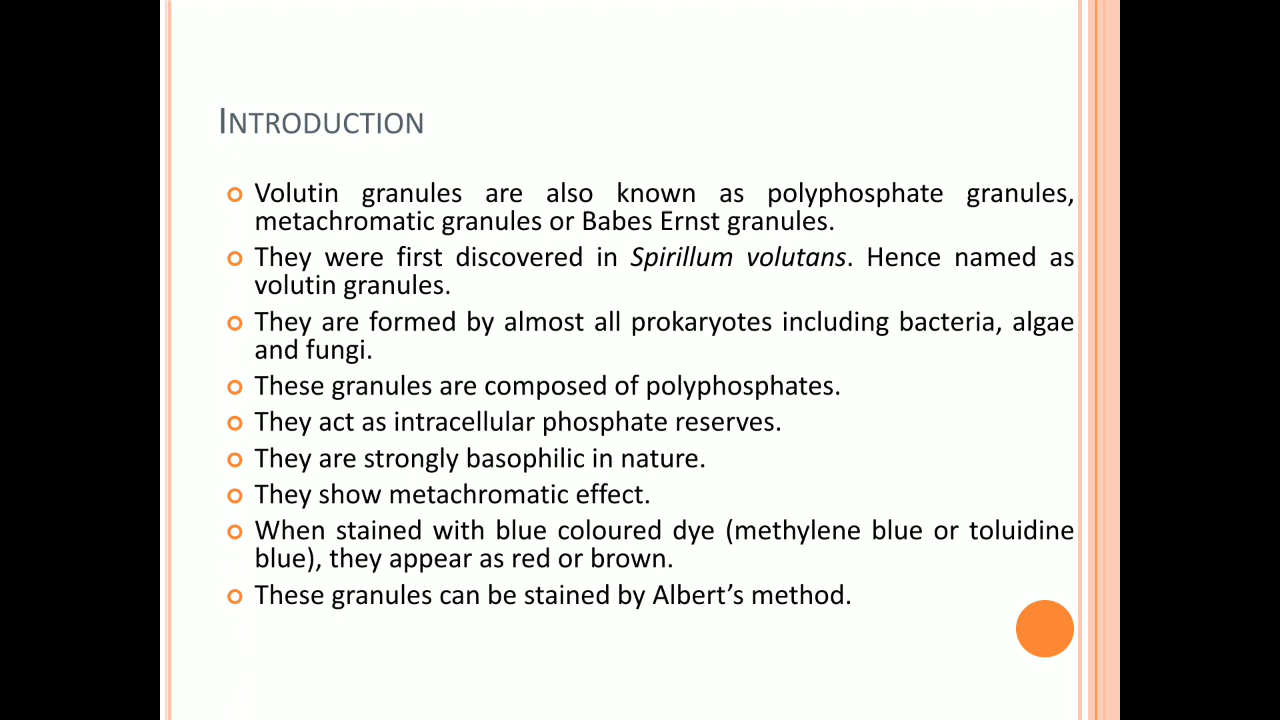 INTRODUCTION
Volutin granules are also known as polyphosphate granules,
metachromatic granules or Babes Ernst granules.
They were first discovered in Spirillum volutans. Hence named as
volutin granules.
They are formed by almost all prokaryotes including bacteria, algae
and fungi.
These granules are composed of polyphosphates.
They act as intracellular phosphate reserves.
They are strongly basophilic in nature.
They show metachromatic effect.
When stained with blue coloured dye (methylene blue or toluidine
blue), they appear as red or brown.
These granules can be stained by Albert’s method.